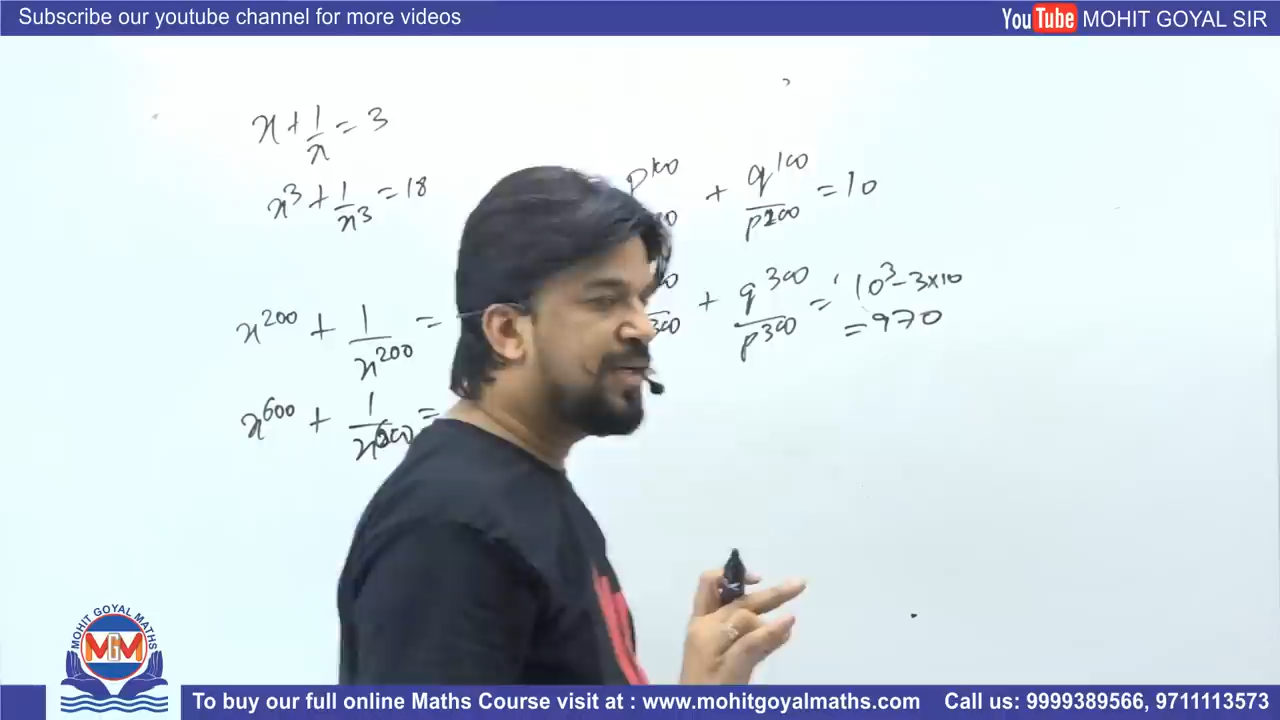 Subscribe our youtube channel for more videos
YouTube MOHIT GOYAL SIR
x + 1/x = 3
x³ + 1/x³ = 18
x²⁰⁰ + 1/x²⁰⁰ =
x⁶⁰⁰ + 1/x⁶⁰⁰ =
p¹⁰⁰ + q¹⁰⁰/p¹⁰⁰ = 10
+ q³⁰⁰/p³⁰⁰ = 10³ - 3×10
= 970
MOHIT GOYAL MATHS
MGM
To buy our full online Maths Course visit at : www.mohitgoyalmaths.com Call us: 9999389566, 9711113573